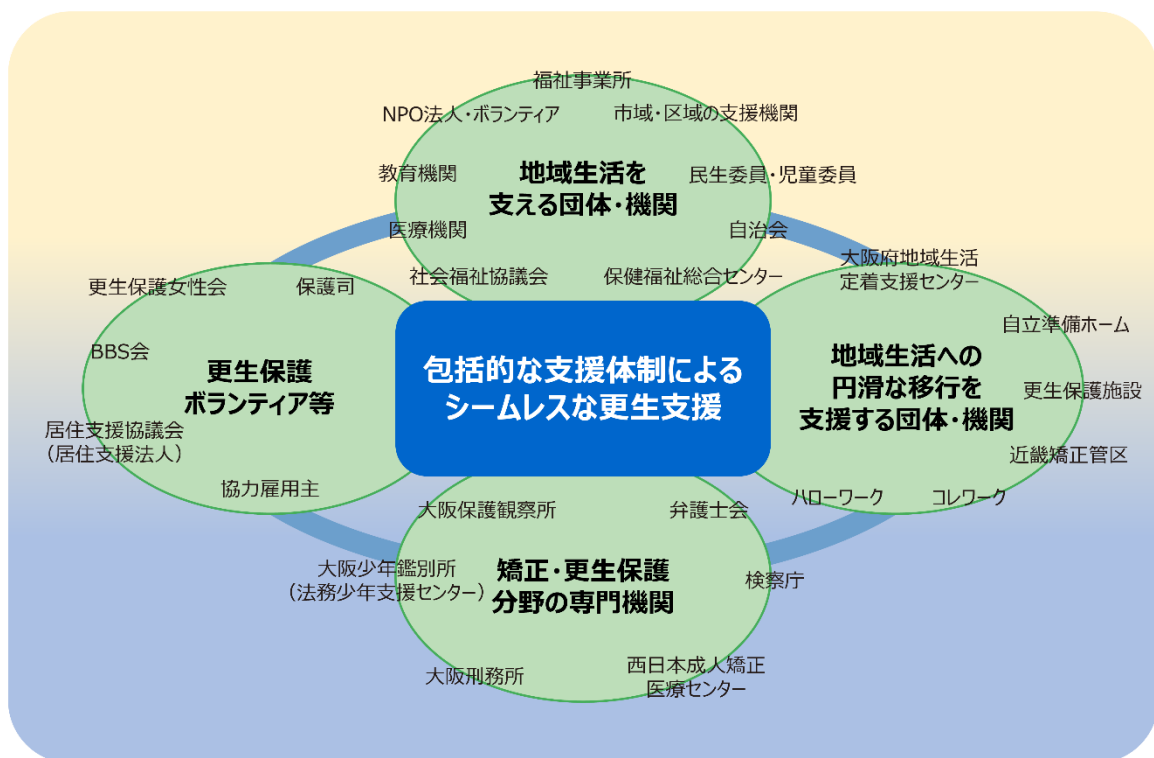 福祉事業所
NPO法人・ボランティア
市域・区域の支援機関
教育機関
地域生活を
支える団体・機関
民生委員・児童委員
医療機関
自治会
社会福祉協議会
保健福祉総合センター
更生保護女性会
保護司
BBS会
更生保護
ボランティア等
居住支援協議会
（居住支援法人）
協力雇用主
包括的な支援体制による
シームレスな更生支援
大阪府地域生活
定着支援センター
自立準備ホーム
地域生活への
円滑な移行を
支援する団体・機関
更生保護施設
近畿矯正管区
ハローワーク
コレワーク
大阪保護観察所
弁護士会
大阪少年鑑別所
（法務少年支援センター）
矯正・更生保護
分野の専門機関
検察庁
大阪刑務所
西日本成人矯正
医療センター